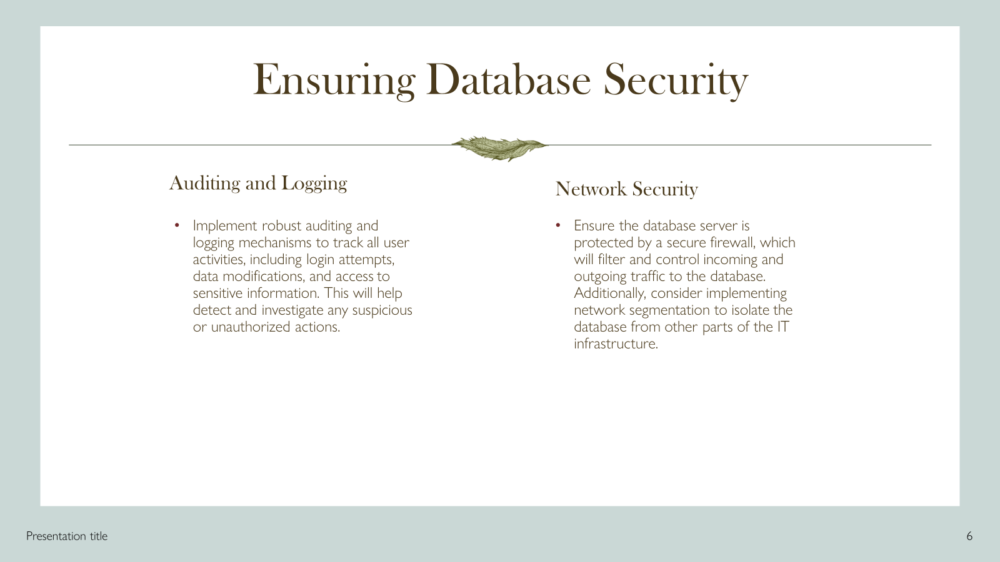 Ensuring Database Security
Auditing and Logging
• Implement robust auditing and
logging mechanisms to track all user
activities, including login attempts,
data modifications, and access to
sensitive information. This will help
detect and investigate any suspicious
or unauthorized actions.
Network Security
• Ensure the database server is
protected by a secure firewall, which
will filter and control incoming and
outgoing traffic to the database.
Additionally, consider implementing
network segmentation to isolate the
database from other parts of the IT
infrastructure.
Presentation title
6